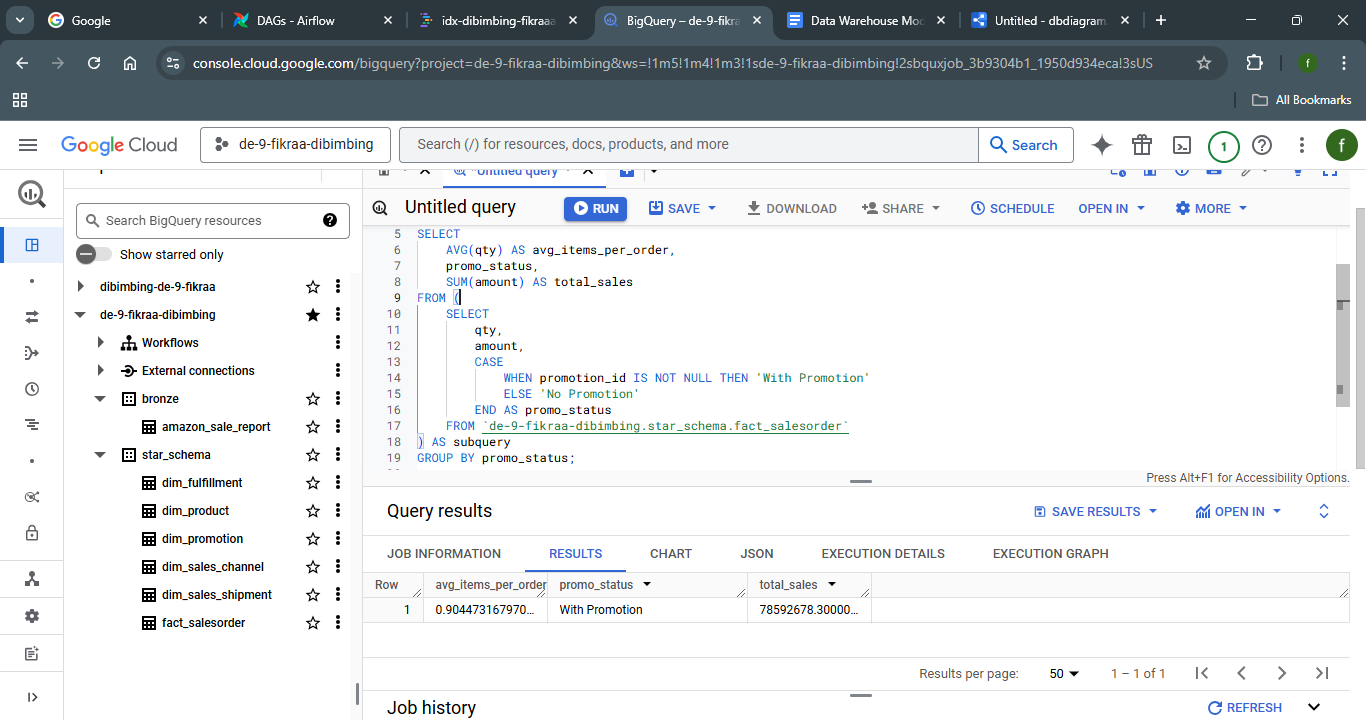 Google
DAGs - Airflow
idx-dibimbing-fikraa
BigQuery – de-9-fikra
Data Warehouse Mod
Untitled - dbdiagram
console.cloud.google.com/bigquery?project=de-9-fikraa-dibimbing&ws=!1m5!1m4!1m3!1sde-9-fikraa-dibimbing!2sbquxjob_3b9304b1_1950d934eca!3sUS
f
All Bookmarks
Google Cloud
de-9-fikraa-dibimbing
Search (/) for resources, docs, products, and more
Search
1
f
Untitled query
Untitled query
RUN
SAVE
DOWNLOAD
SHARE
SCHEDULE
OPEN IN
MORE
Search BigQuery resources
Show starred only
dibimbing-de-9-fikraa
de-9-fikraa-dibimbing
Workflows
External connections
bronze
amazon_sale_report
star_schema
dim_fulfillment
dim_product
dim_promotion
dim_sales_channel
dim_sales_shipment
fact_salesorder
5 SELECT
6 AVG(qty) AS avg_items_per_order,
7 promo_status,
8 SUM(amount) AS total_sales
9 FROM (
10 SELECT
11 qty,
12 amount,
13 CASE
14 WHEN promotion_id IS NOT NULL THEN 'With Promotion'
15 ELSE 'No Promotion'
16 END AS promo_status
17 FROM `de-9-fikraa-dibimbing.star_schema.fact_salesorder`
18 ) AS subquery
19 GROUP BY promo_status;
Press Alt+F1 for Accessibility Options.
Query results
SAVE RESULTS
OPEN IN
JOB INFORMATION
RESULTS
CHART
JSON
EXECUTION DETAILS
EXECUTION GRAPH
Row avg_items_per_order promo_status total_sales
1 0.904473167970... With Promotion 78592678.30000...
Results per page: 50 1 – 1 of 1
Job history
REFRESH